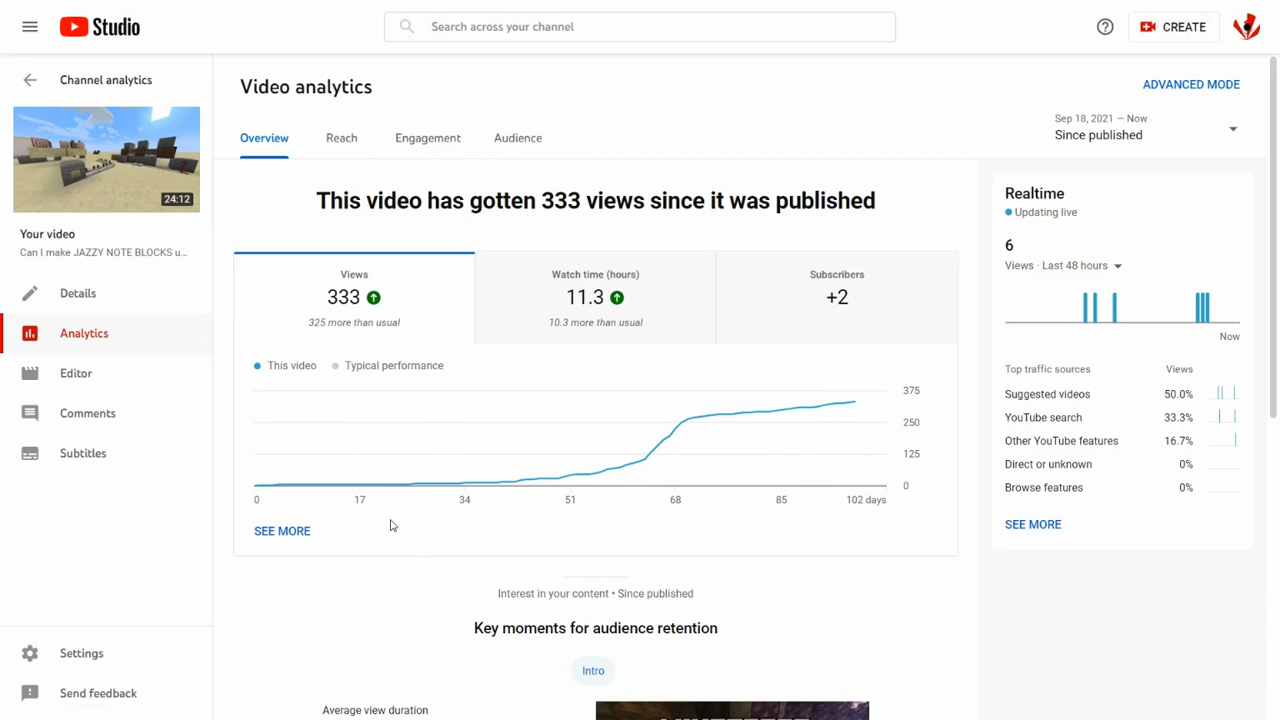 Studio
Search across your channel
CREATE
Channel analytics
24:12
Your video
Can I make JAZZY NOTE BLOCKS u...
Details
Analytics
Editor
Comments
Subtitles
Settings
Send feedback
Video analytics
ADVANCED MODE
Overview
Reach
Engagement
Audience
Sep 18, 2021 – Now
Since published
This video has gotten 333 views since it was published
Views
333
325 more than usual
Watch time (hours)
11.3
10.3 more than usual
Subscribers
+2
This video
Typical performance
375
250
125
0
0
17
34
51
68
85
102 days
SEE MORE
Interest in your content • Since published
Key moments for audience retention
Intro
Average view duration
Realtime
Updating live
6
Views · Last 48 hours
Now
Top traffic sources Views
Suggested videos 50.0%
YouTube search 33.3%
Other YouTube features 16.7%
Direct or unknown 0%
Browse features 0%
SEE MORE